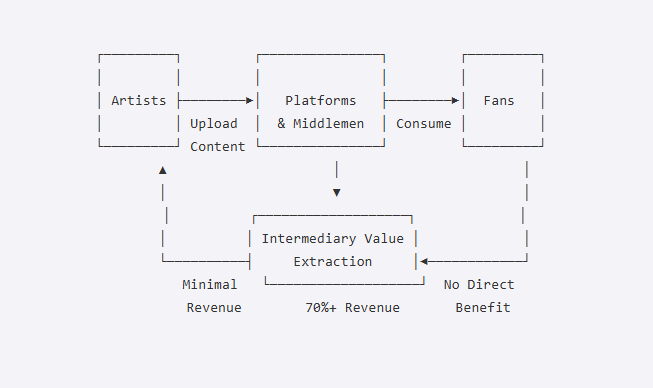 Artists
Platforms
Fans
Upload
& Middlemen
Consume
Content
Intermediary Value
Extraction
Minimal
No Direct
Revenue
70%+ Revenue
Benefit